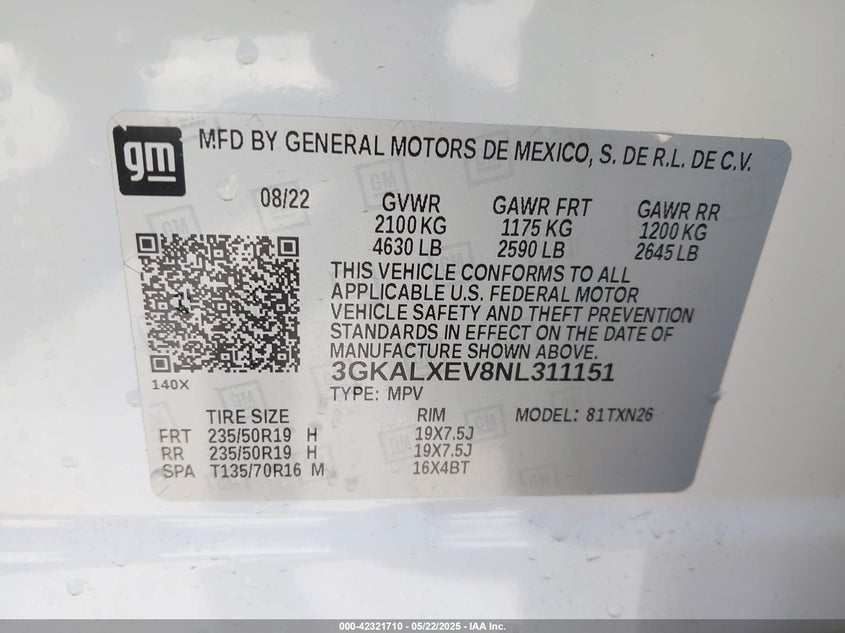 gm
MFD BY GENERAL MOTORS DE MEXICO, S. DE R.L. DE C.V.
08/22 GVWR GAWR FRT GAWR RR
2100 KG 1175 KG 1200 KG
4630 LB 2590 LB 2645 LB
THIS VEHICLE CONFORMS TO ALL
APPLICABLE U.S. FEDERAL MOTOR
VEHICLE SAFETY AND THEFT PREVENTION
STANDARDS IN EFFECT ON THE DATE OF
MANUFACTURE SHOWN ABOVE.
3GKALXEV8NL311151
140X
TYPE: MPV
TIRE SIZE RIM MODEL: 81TXN26
FRT 235/50R19 H 19X7.5J
RR 235/50R19 H 19X7.5J
SPA T135/70R16 M 16X4BT
000-42321710 - 05/22/2025 - IAA Inc.